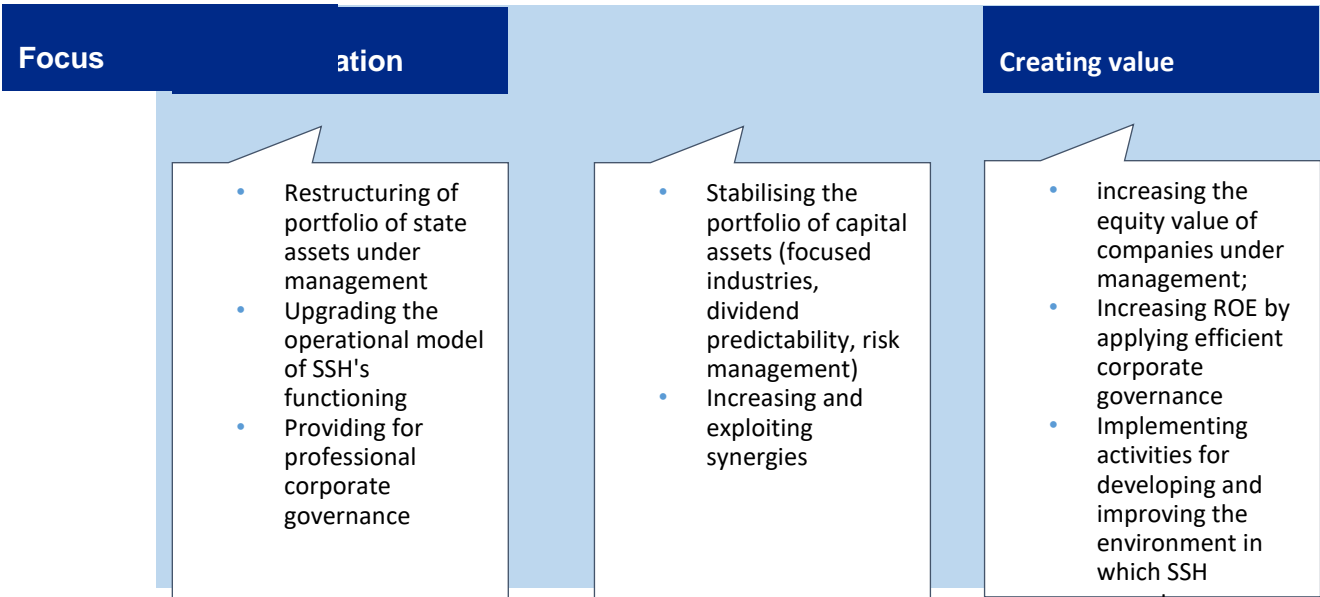 Focus
ation
Creating value
• Restructuring of
portfolio of state
assets under
management
• Upgrading the
operational model
of SSH's
functioning
• Providing for
professional
corporate
governance
• Stabilising the
portfolio of capital
assets (focused
industries,
dividend
predictability, risk
management)
• Increasing and
exploiting
synergies
• increasing the
equity value of
companies under
management;
• Increasing ROE by
applying efficient
corporate
governance
• Implementing
activities for
developing and
improving the
environment in
which SSH